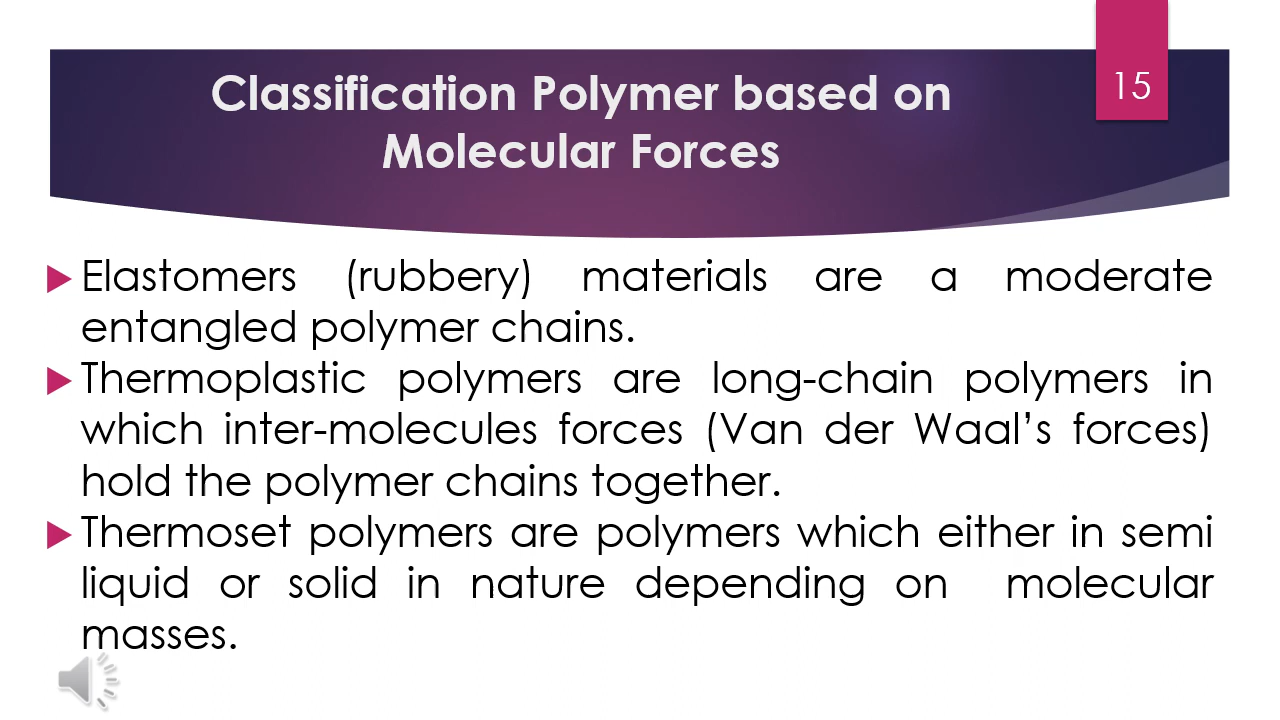 Classification Polymer based on
Molecular Forces
15
Elastomers (rubbery) materials are a moderate
entangled polymer chains.
Thermoplastic polymers are long-chain polymers in
which inter-molecules forces (Van der Waal’s forces)
hold the polymer chains together.
Thermoset polymers are polymers which either in semi
liquid or solid in nature depending on molecular
masses.